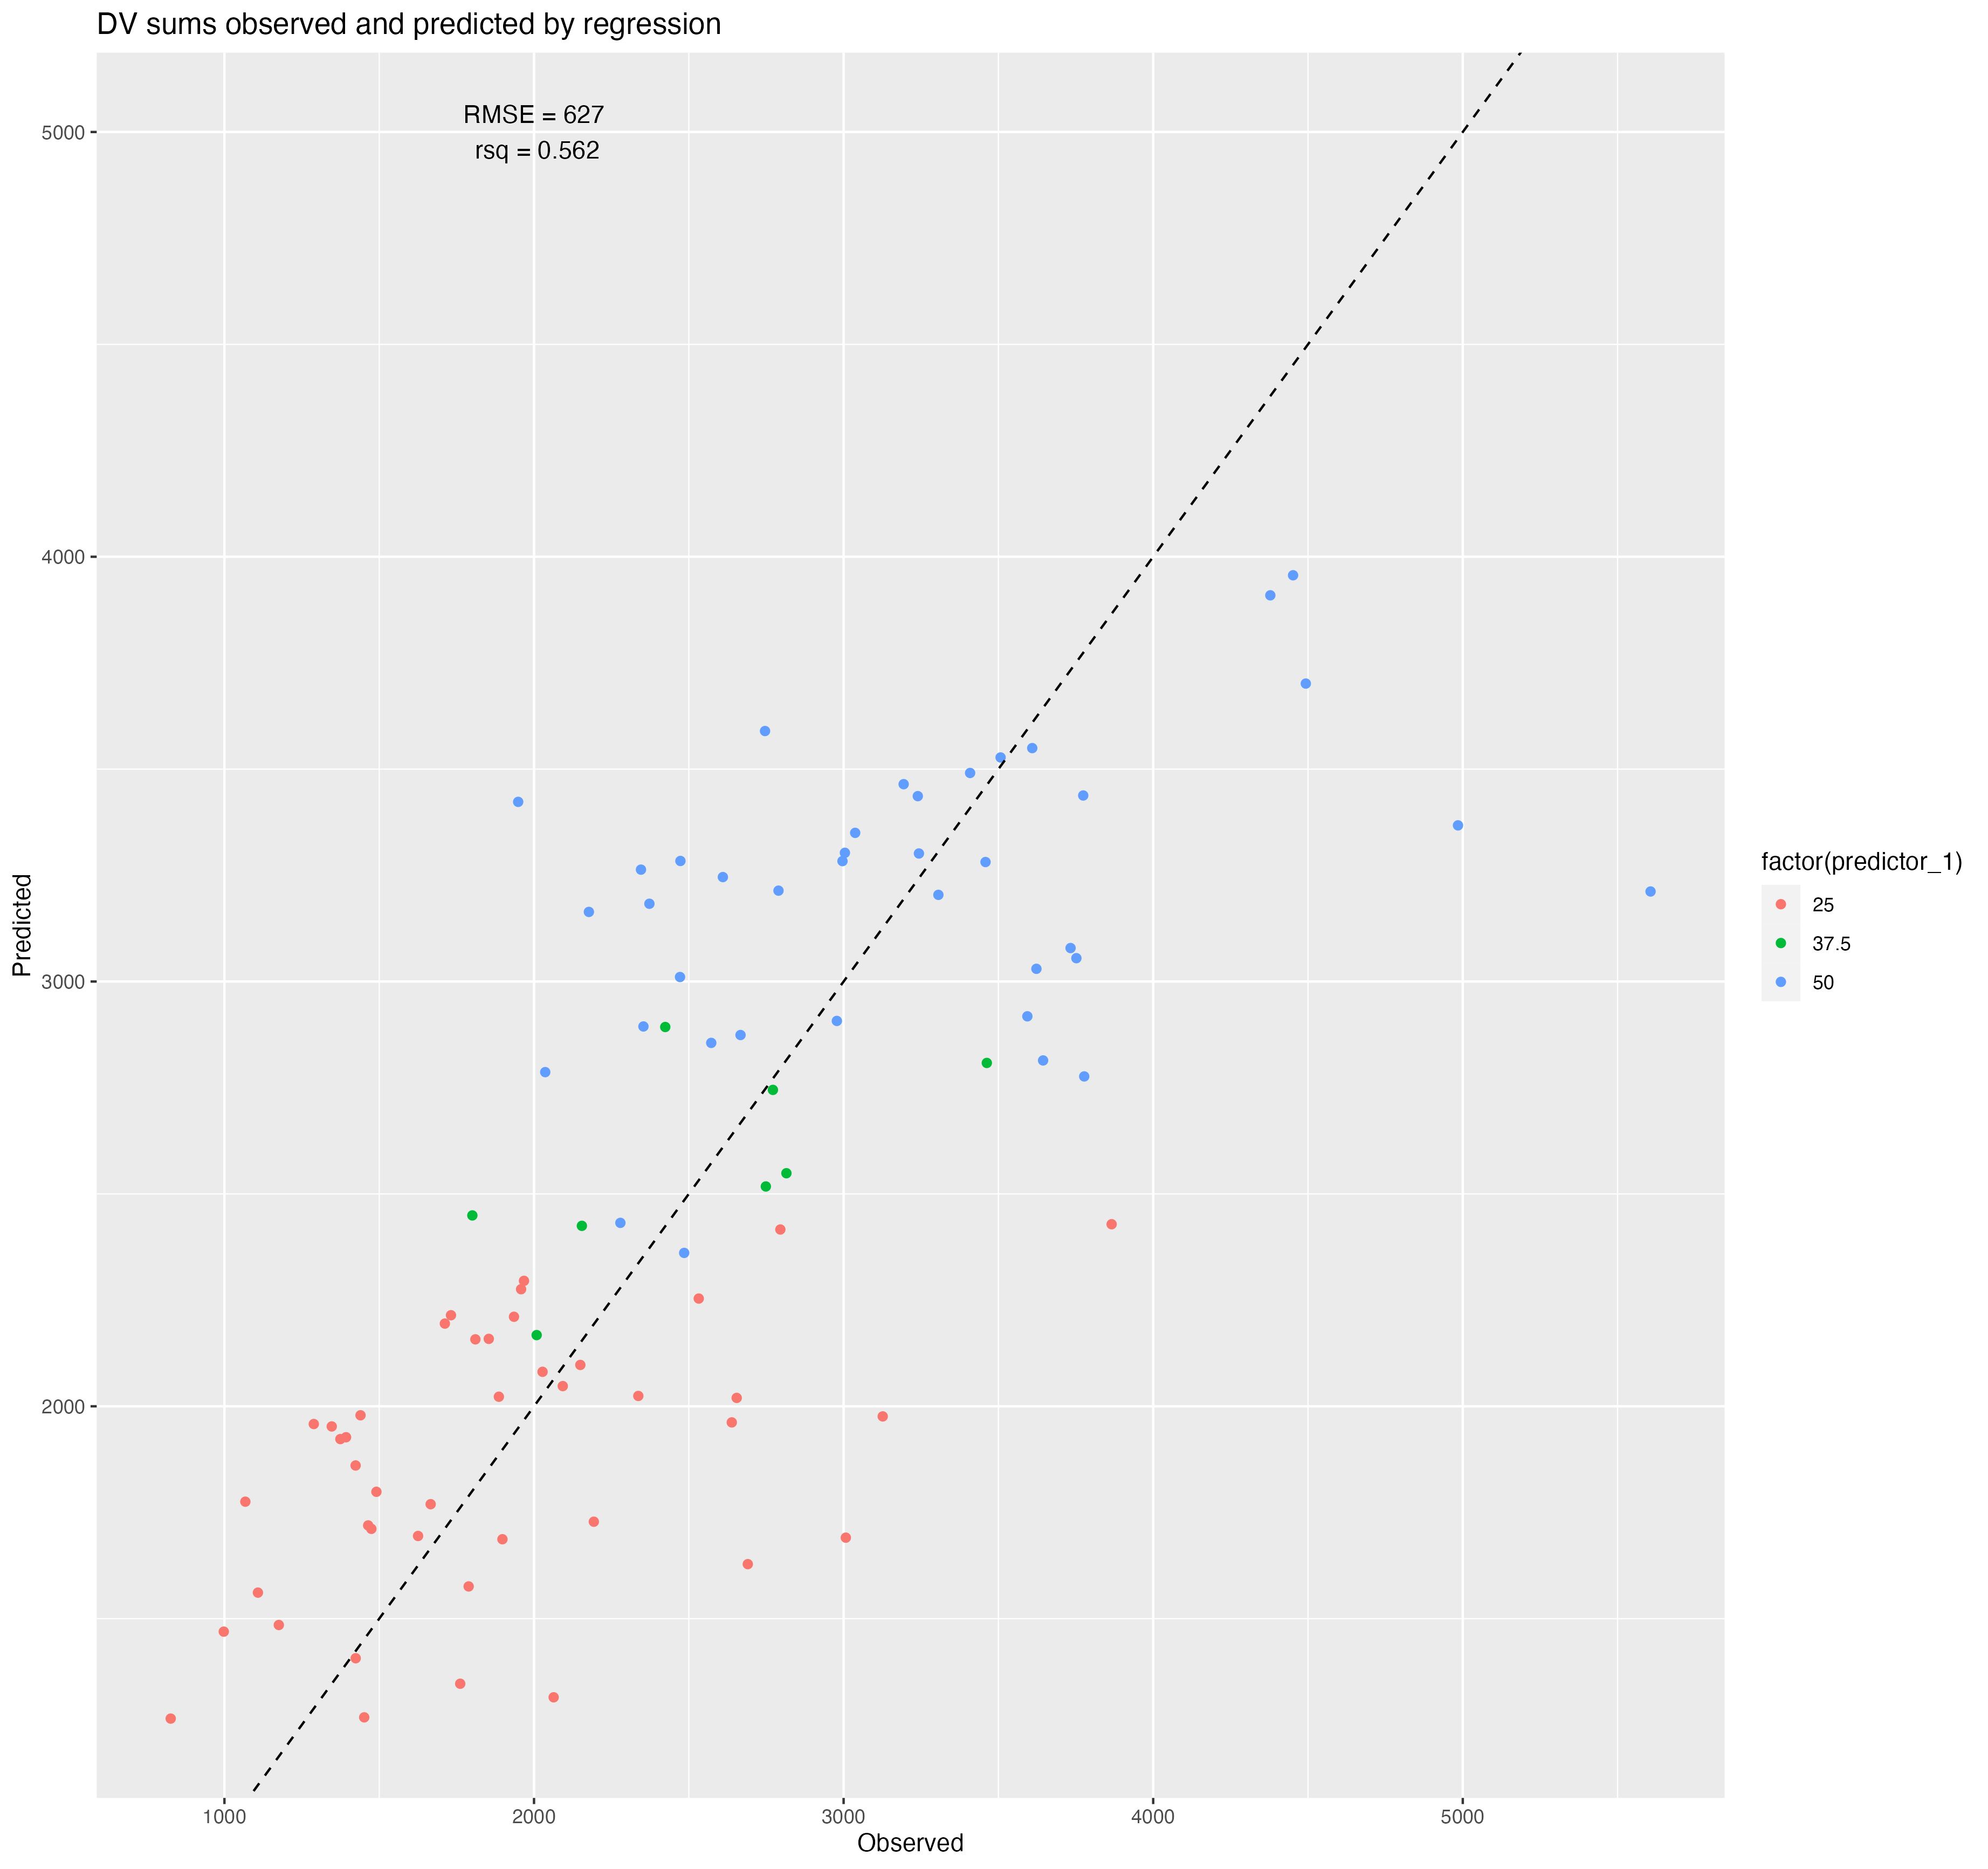 DV sums observed and predicted by regression
RMSE = 627
rsq = 0.562
5000
4000
3000
2000
Predicted
1000
2000
3000
4000
5000
Observed
factor(predictor_1)
25
37.5
50